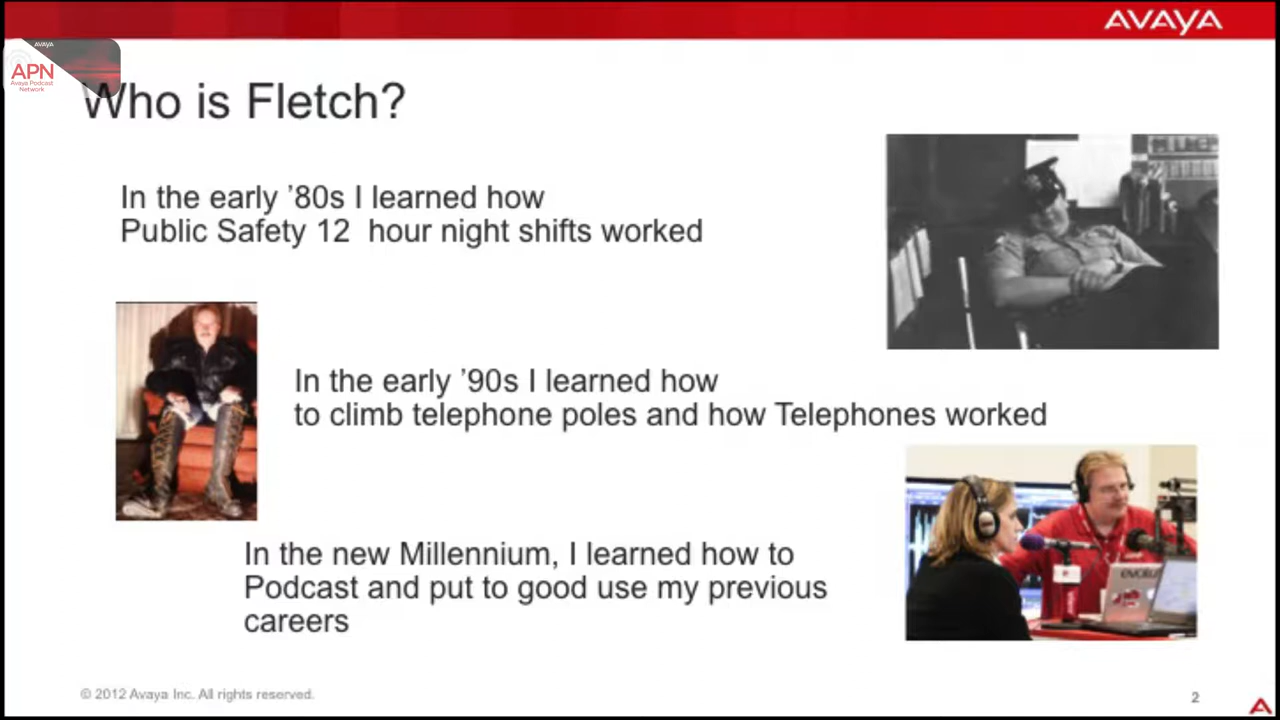 AVAYA
AVAYA
APN
Avaya Podcast
Network
Who is Fletch?
In the early ’80s I learned how
Public Safety 12  hour night shifts worked
In the early ’90s I learned how
to climb telephone poles and how Telephones worked
In the new Millennium, I learned how to
Podcast and put to good use my previous
careers
© 2012 Avaya Inc. All rights reserved.
2